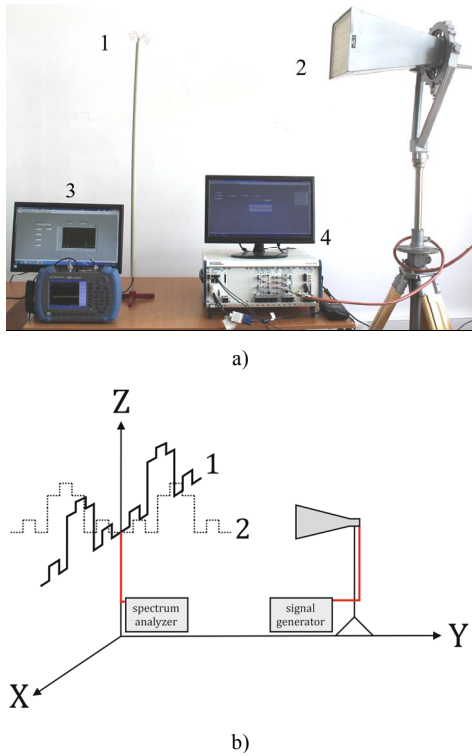 1
2
3
4
a)
Z
1
2
spectrum
analyzer
signal
generator
Y
X
b)